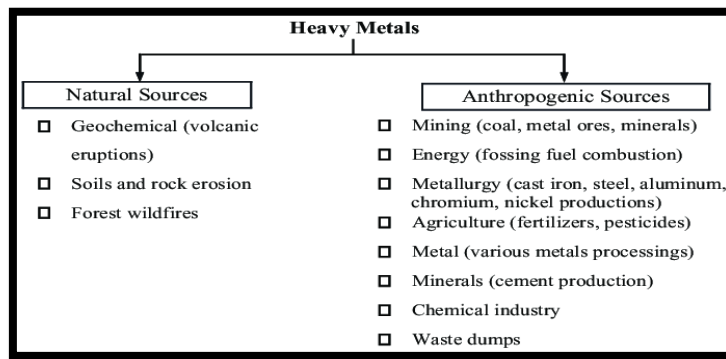 Heavy Metals
Natural Sources
Geochemical (volcanic
eruptions)
Soils and rock erosion
Forest wildfires
Anthropogenic Sources
Mining (coal, metal ores, minerals)
Energy (fossing fuel combustion)
Metallurgy (cast iron, steel, aluminum,
chromium, nickel productions)
Agriculture (fertilizers, pesticides)
Metal (various metals processings)
Minerals (cement production)
Chemical industry
Waste dumps